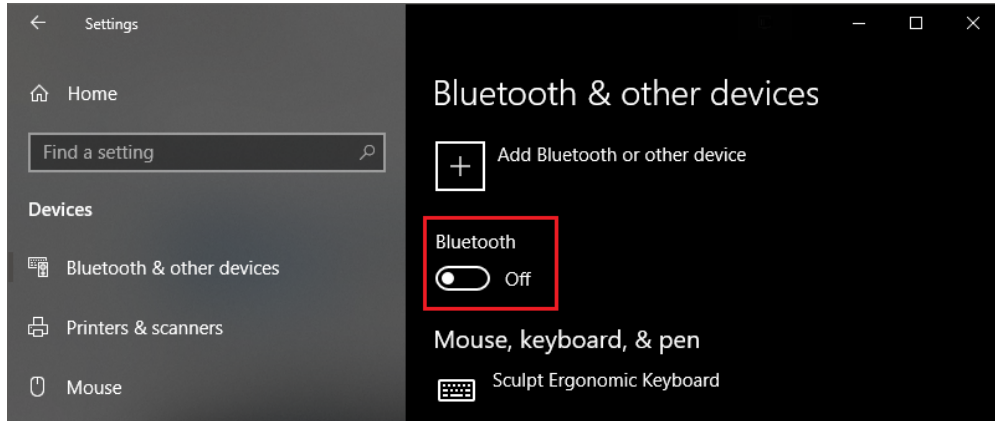 Settings
Home
Find a setting
Devices
Bluetooth & other devices
Printers & scanners
Mouse
Bluetooth & other devices
Add Bluetooth or other device
Bluetooth
Off
Mouse, keyboard, & pen
Sculpt Ergonomic Keyboard